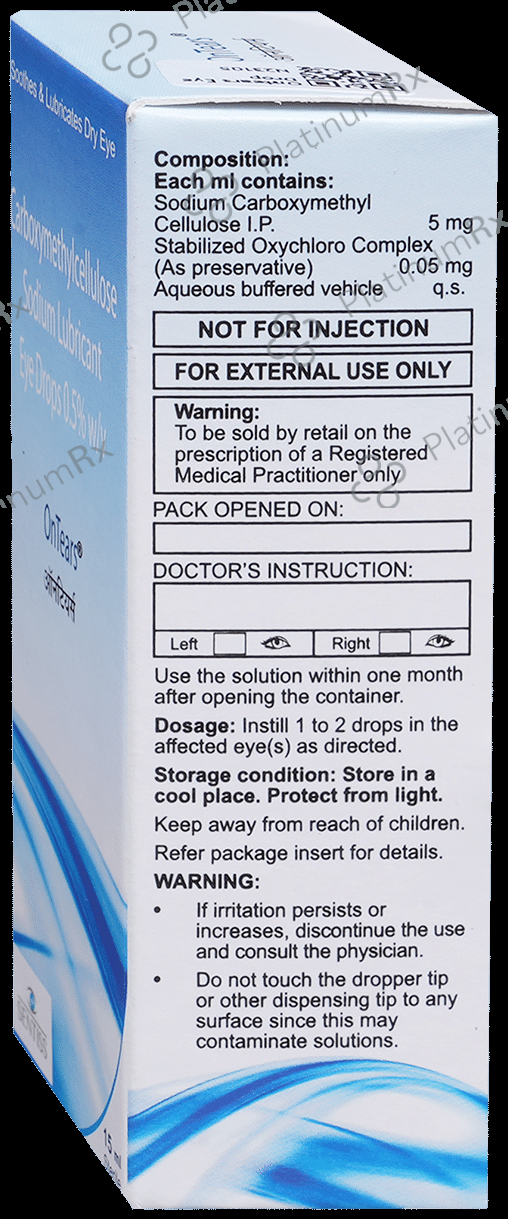 OnTears®
OnTears Eye
Soothes & Lubricates Dry Eye
Carboxymethylcellulose
Sodium Lubricant
Eye Drops 0.5% w/v
OnTears®
ऑनटियर्स
SENTISS
15 ml
Sterile
Composition:
Each ml contains:
Sodium Carboxymethyl
Cellulose I.P. 5 mg
Stabilized Oxychloro Complex
(As preservative) 0.05 mg
Aqueous buffered vehicle q.s.
NOT FOR INJECTION
FOR EXTERNAL USE ONLY
Warning:
To be sold by retail on the
prescription of a Registered
Medical Practitioner only
PACK OPENED ON:
DOCTOR'S INSTRUCTION:
Left Right
Use the solution within one month
after opening the container.
Dosage: Instill 1 to 2 drops in the
affected eye(s) as directed.
Storage condition: Store in a
cool place. Protect from light.
Keep away from reach of children.
Refer package insert for details.
WARNING:
• If irritation persists or
increases, discontinue the use
and consult the physician.
• Do not touch the dropper tip
or other dispensing tip to any
surface since this may
contaminate solutions.
PlatinumRx